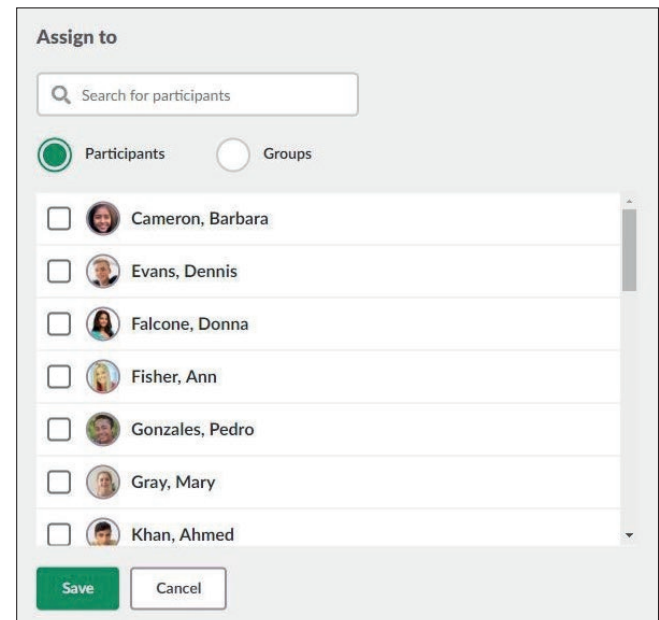 Assign to
Search for participants
Participants Groups
Cameron, Barbara
Evans, Dennis
Falcone, Donna
Fisher, Ann
Gonzales, Pedro
Gray, Mary
Khan, Ahmed
Save Cancel